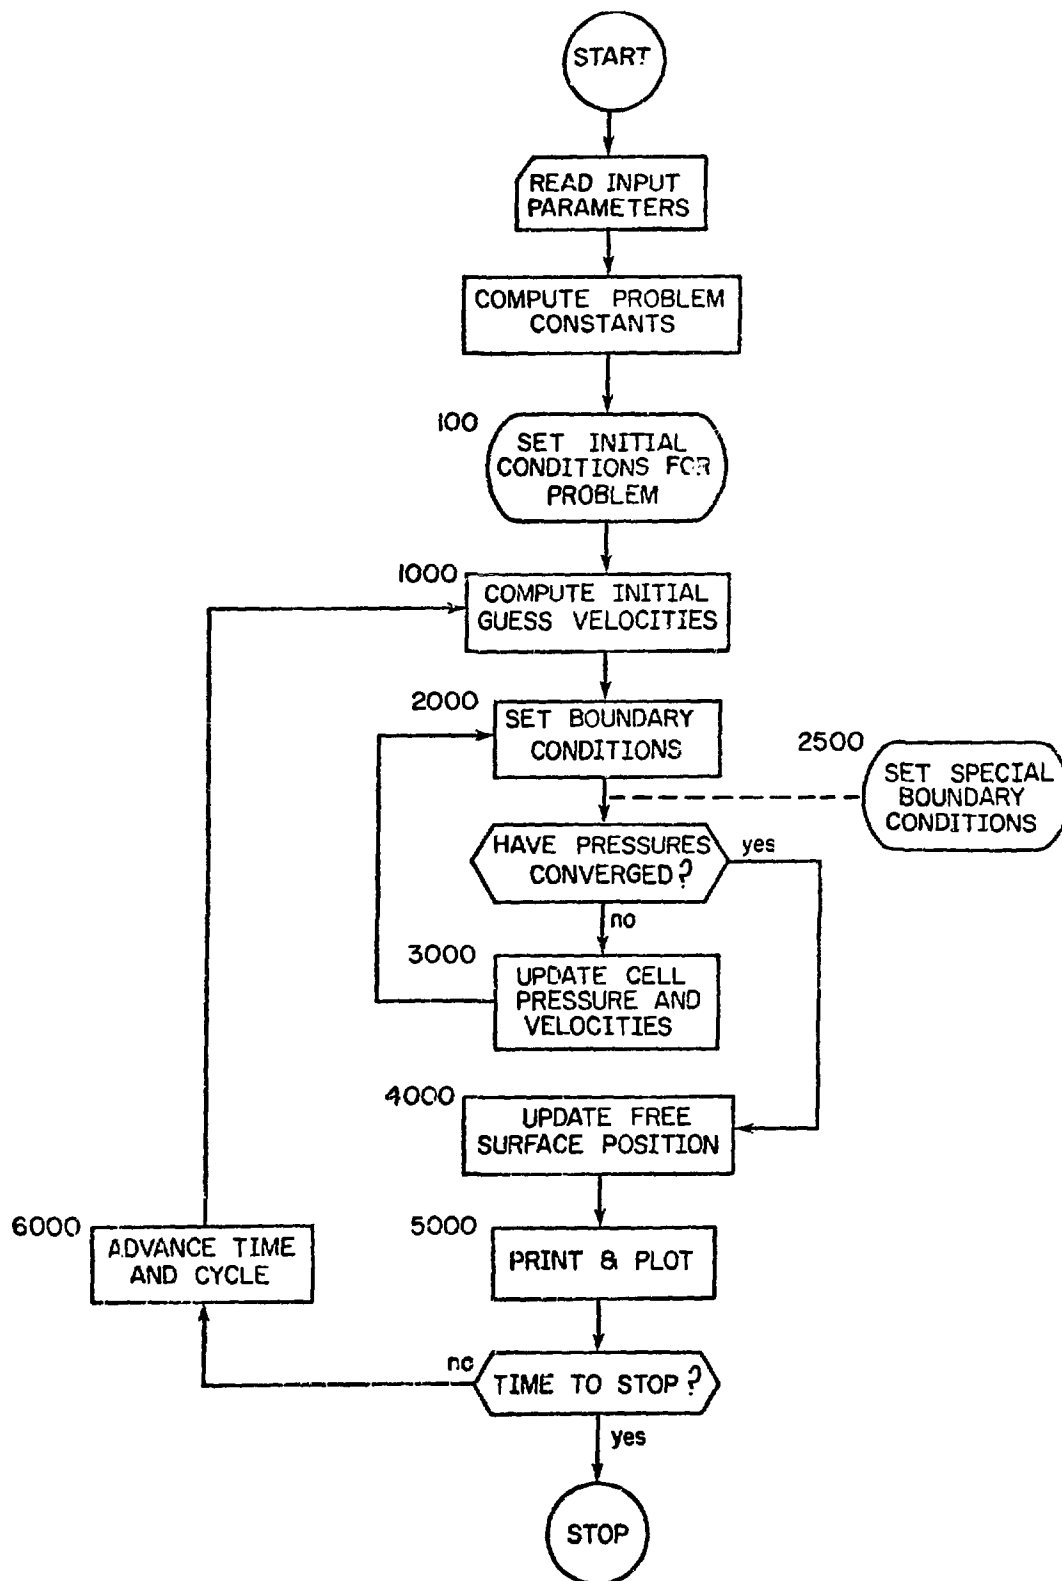 START
READ INPUT
PARAMETERS
COMPUTE PROBLEM
CONSTANTS
100
SET INITIAL
CONDITIONS FOR
PROBLEM
1000
COMPUTE INITIAL
GUESS VELOCITIES
2000
SET BOUNDARY
CONDITIONS
2500
SET SPECIAL
BOUNDARY
CONDITIONS
HAVE PRESSURES
CONVERGED?
yes
no
3000
UPDATE CELL
PRESSURE AND
VELOCITIES
4000
UPDATE FREE
SURFACE POSITION
5000
PRINT & PLOT
6000
ADVANCE TIME
AND CYCLE
no
TIME TO STOP?
yes
STOP